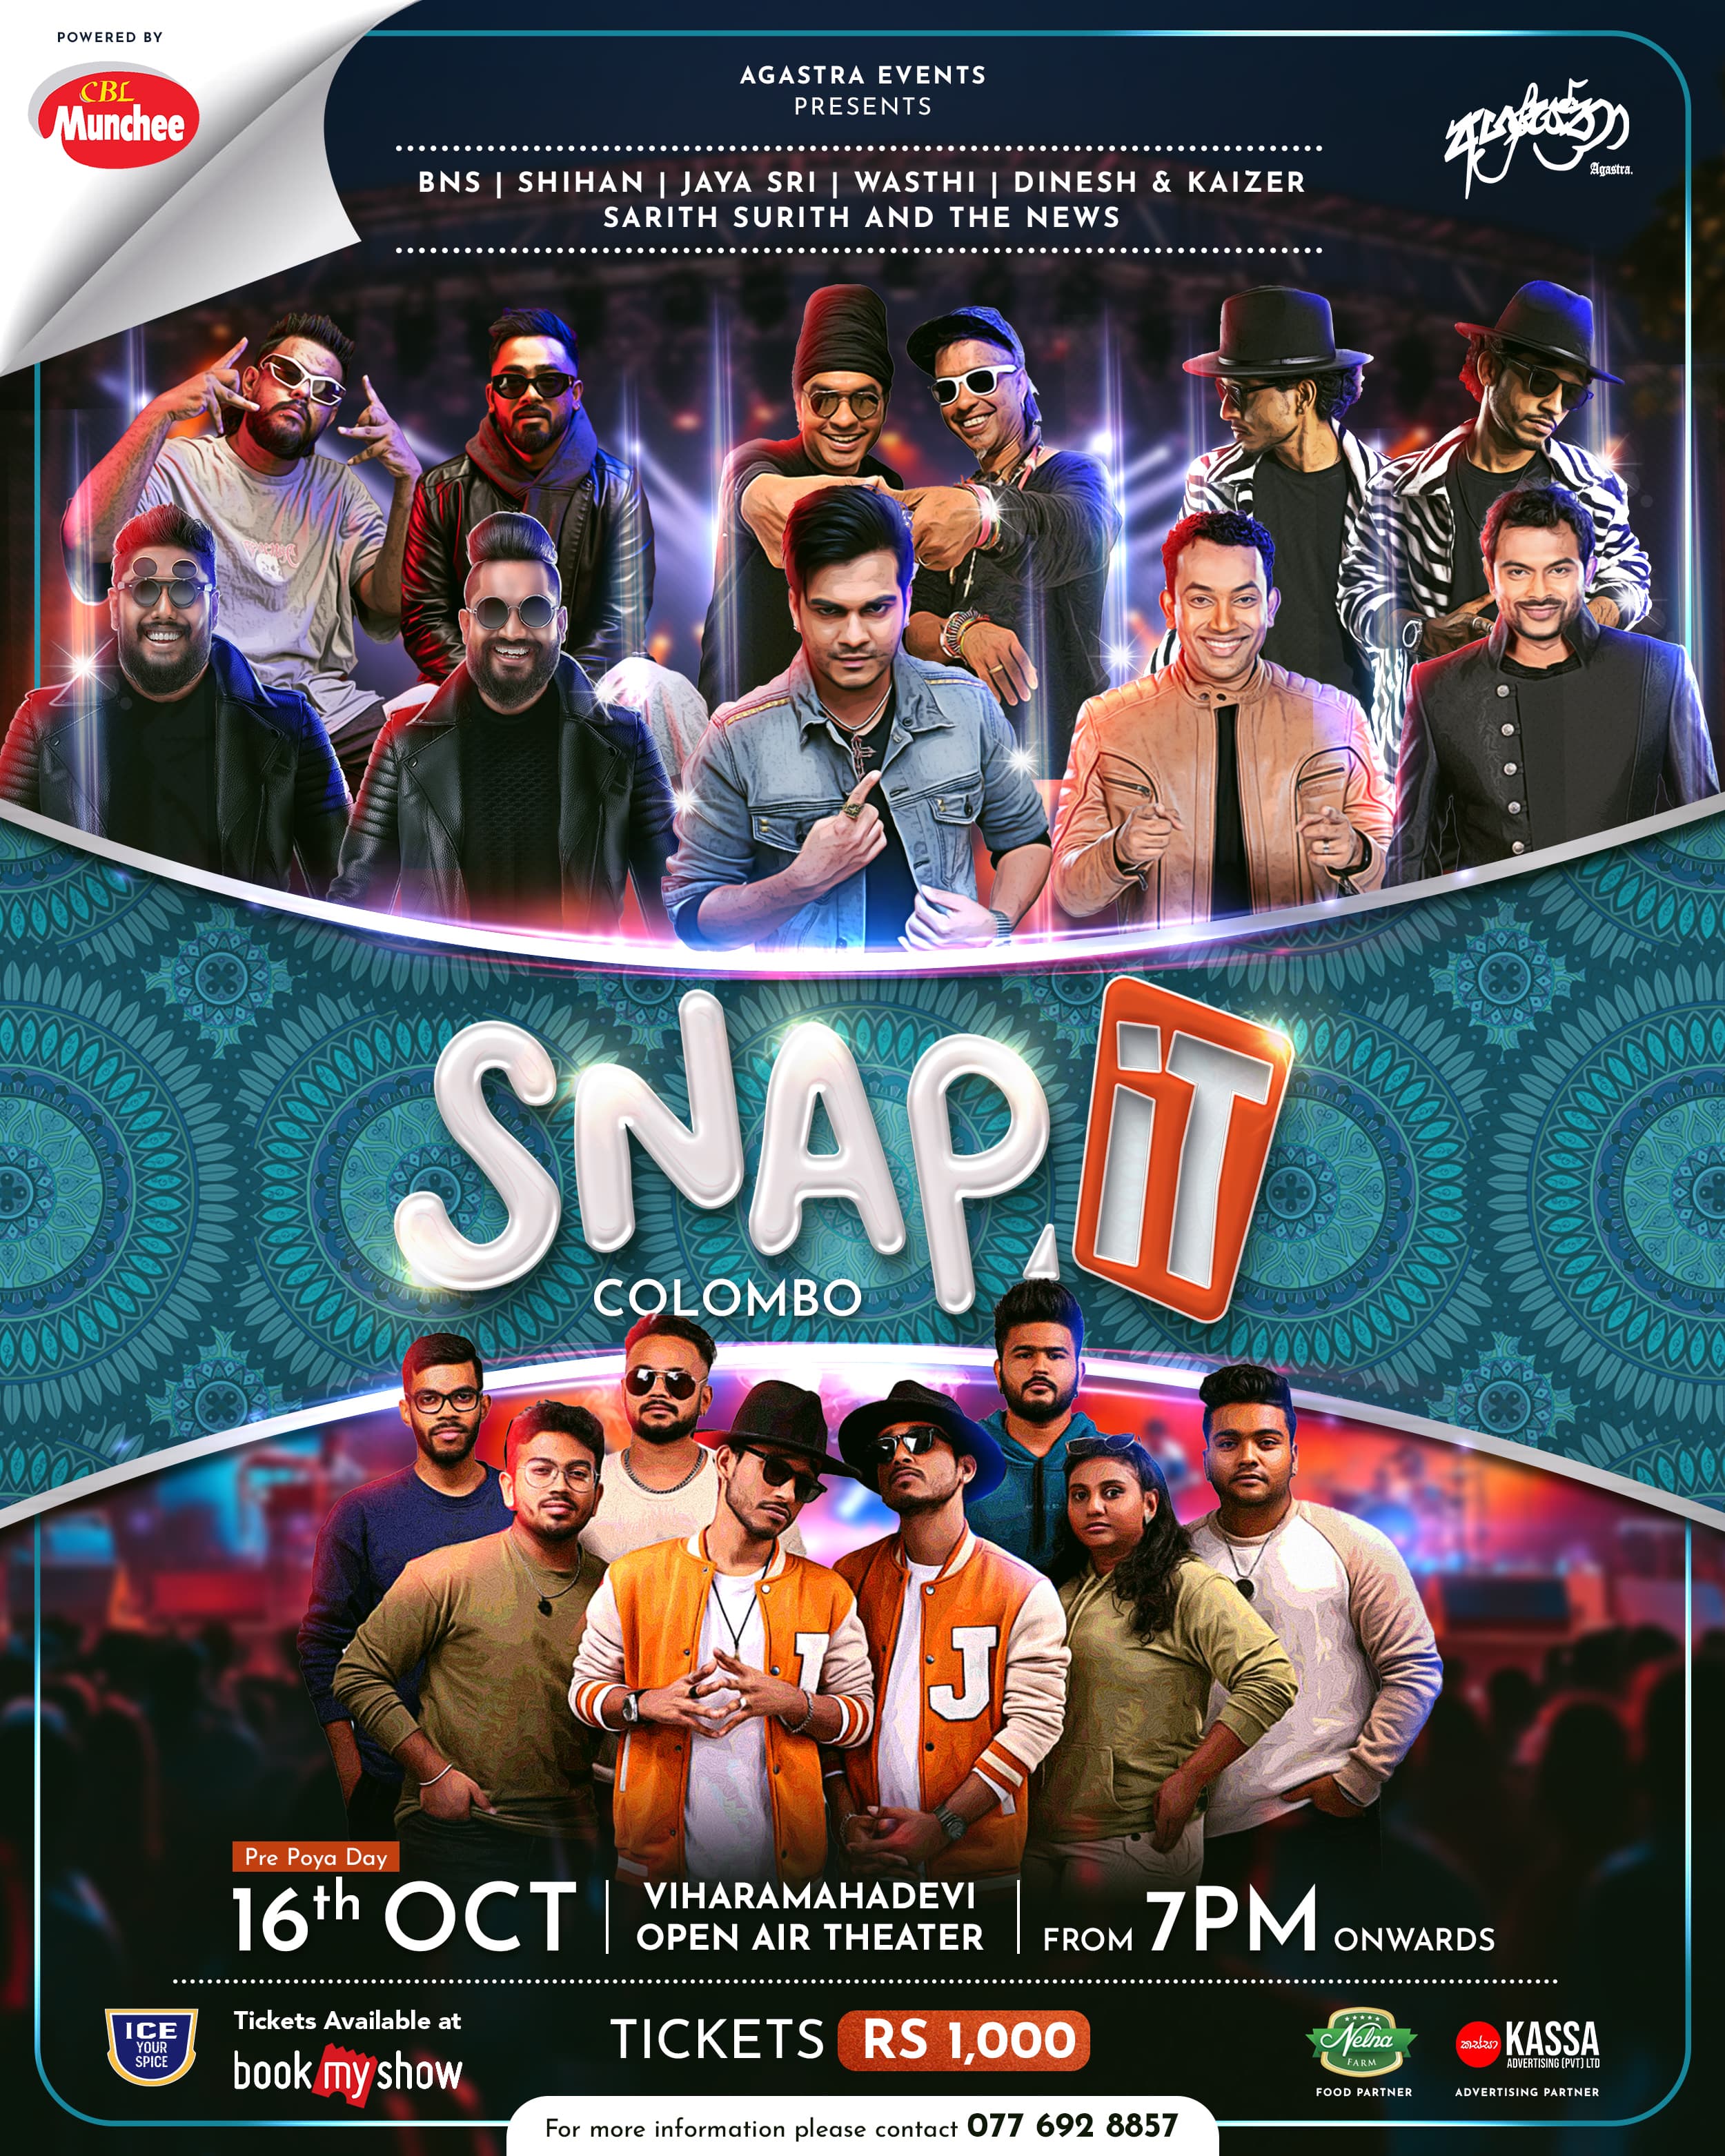 POWERED BY
CBL
Munchee
AGASTRA EVENTS
PRESENTS
BNS | SHIHAN | JAYA SRI | WASTHI | DINESH & KAIZER
SARITH SURITH AND THE NEWS
Agastra.
SNAP iT
COLOMBO
J
Pre Poya Day
16th OCT
VIHARAMAHADEVI
OPEN AIR THEATER
FROM 7PM ONWARDS
ICE
YOUR
SPICE
Tickets Available at
bookmyshow
TICKETS RS 1,000
Nelna
FARM
FOOD PARTNER
KASSA
ADVERTISING (PVT) LTD
ADVERTISING PARTNER
For more information please contact 077 692 8857